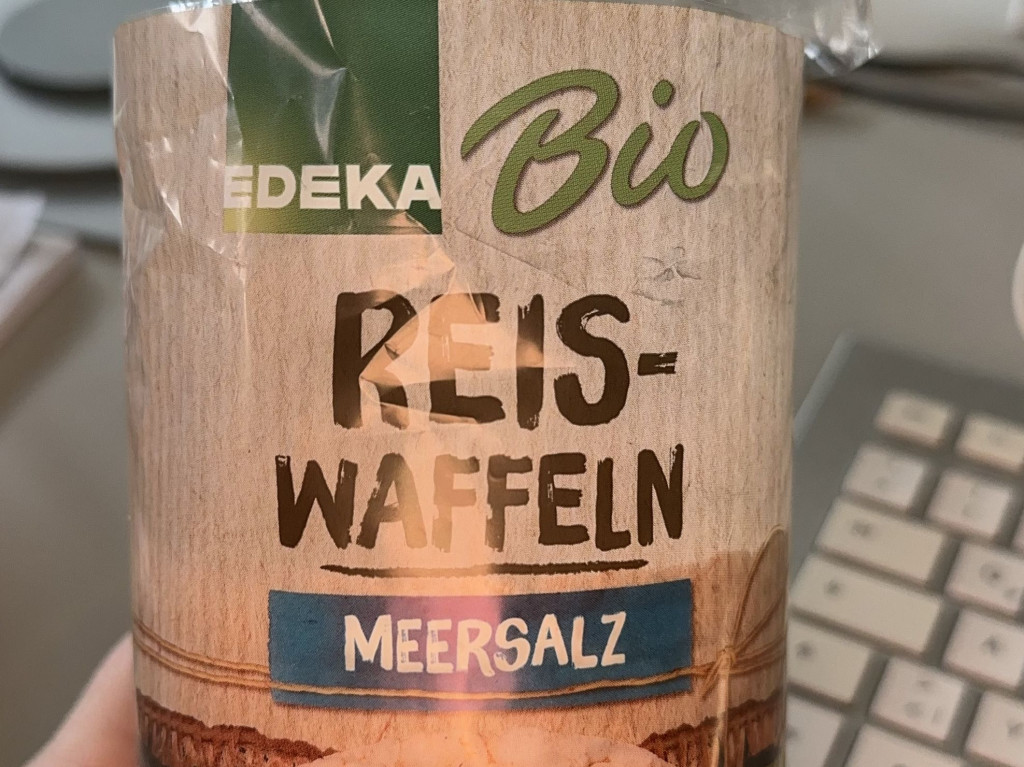 EDEKA
Bio
REIS-
WAFFELN
MEERSALZ